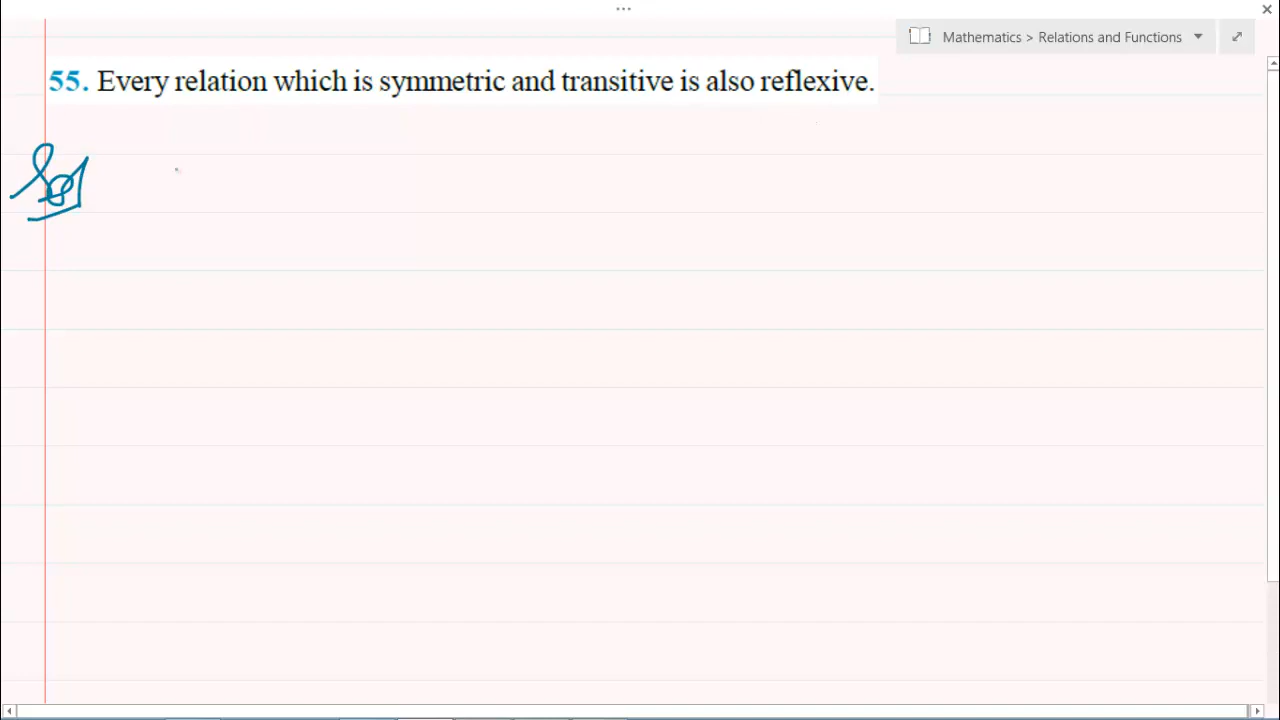 Mathematics > Relations and Functions
55. Every relation which is symmetric and transitive is also reflexive.
Sol